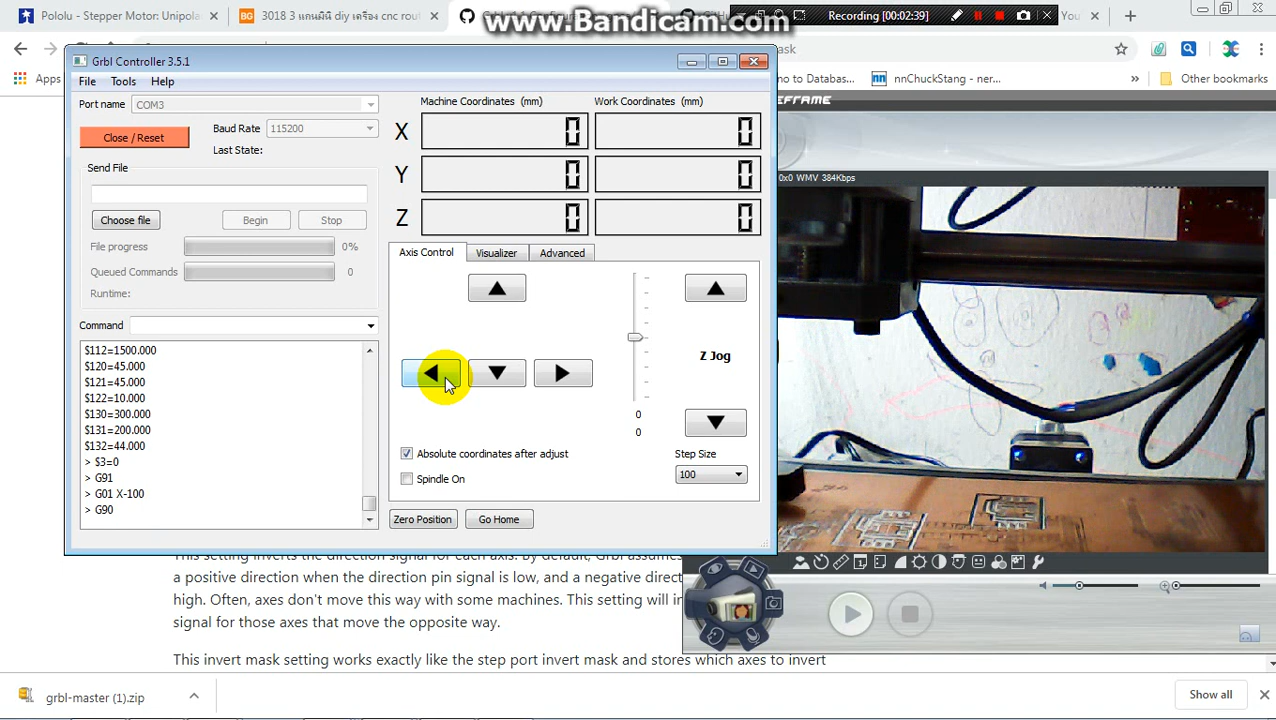 www.Bandicam.com
Recording [00:02:39]
Pololu - Stepper Motor: Unipola
3018 3 แกนมินิ diy เครื่อง cnc rout
You
Grbl Controller 3.5.1
ask
File Tools Help
Apps
no to Databas...
nnChuckStang - ner...
Other bookmarks
Port name COM3
Close / Reset
Baud Rate 115200
Last State:
Send File
Choose file Begin Stop
File progress 0%
Queued Commands 0
Runtime:
Command
$112=1500.000
$120=45.000
$121=45.000
$122=10.000
$130=300.000
$131=200.000
$132=44.000
> $3=0
> G91
> G01 X-100
> G90
Machine Coordinates (mm) Work Coordinates (mm)
X 0 0
Y 0 0
Z 0 0
Axis Control Visualizer Advanced
Z Jog
0
0
Absolute coordinates after adjust
Step Size
100
Spindle On
Zero Position Go Home
EFRAME
0x0 WMV 384Kbps
This setting inverts the direction signal for each axis. By default, Grbl assumes
a positive direction when the direction pin signal is low, and a negative direct
high. Often, axes don't move this way with some machines. This setting will in
signal for those axes that move the opposite way.
This invert mask setting works exactly like the step port invert mask and stores which axes to invert
grbl-master (1).zip
Show all